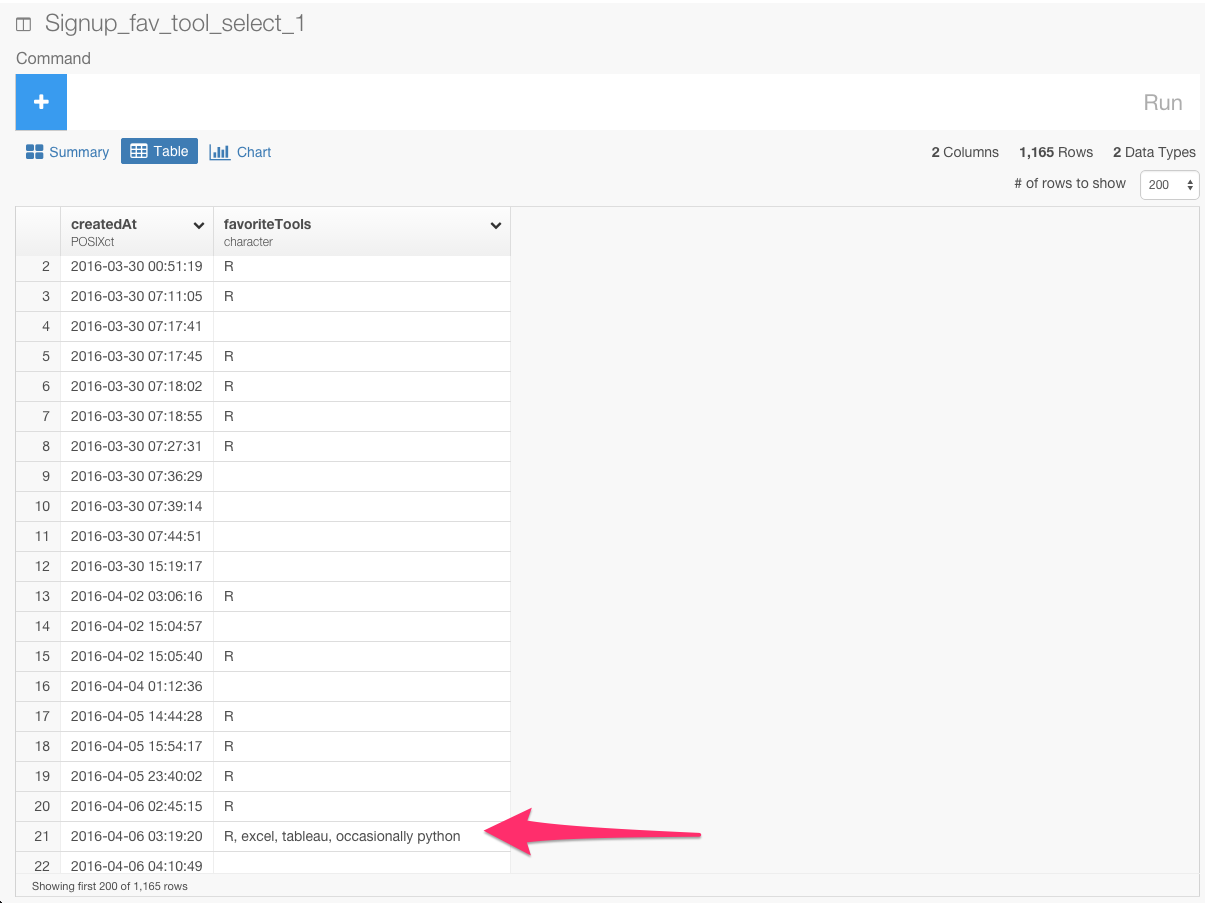 Signup_fav_tool_select_1
Command
+ Run
Summary Table Chart 2 Columns 1,165 Rows 2 Data Types
# of rows to show 200
createdAt favoriteTools
POSIXct character
2 2016-03-30 00:51:19 R
3 2016-03-30 07:11:05 R
4 2016-03-30 07:17:41
5 2016-03-30 07:17:45 R
6 2016-03-30 07:18:02 R
7 2016-03-30 07:18:55 R
8 2016-03-30 07:27:31 R
9 2016-03-30 07:36:29
10 2016-03-30 07:39:14
11 2016-03-30 07:44:51
12 2016-03-30 15:19:17
13 2016-04-02 03:06:16 R
14 2016-04-02 15:04:57
15 2016-04-02 15:05:40 R
16 2016-04-04 01:12:36
17 2016-04-05 14:44:28 R
18 2016-04-05 15:54:17 R
19 2016-04-05 23:40:02 R
20 2016-04-06 02:45:15 R
21 2016-04-06 03:19:20 R, excel, tableau, occasionally python
22 2016-04-06 04:10:49
Showing first 200 of 1,165 rows